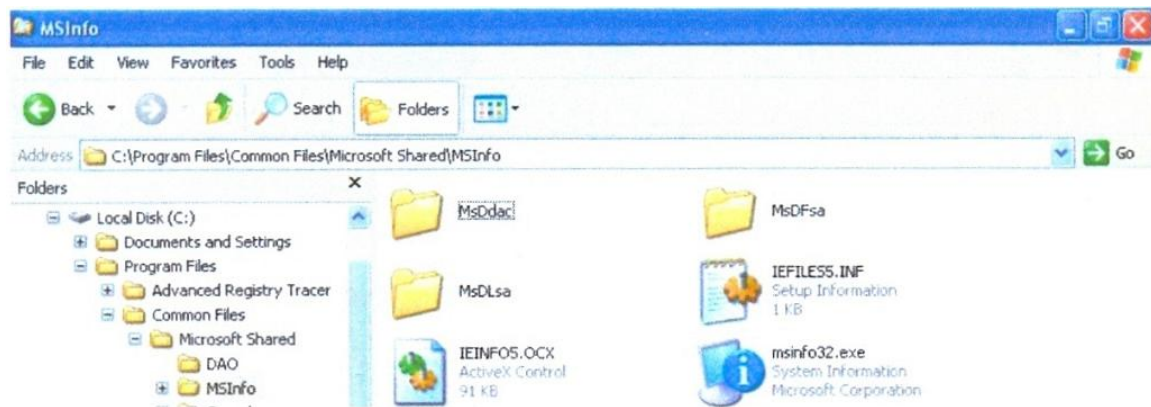 MSInfo
File Edit View Favorites Tools Help
Back Search Folders
Address C:\Program Files\Common Files\Microsoft Shared\MSInfo Go
Folders
Local Disk (C:)
Documents and Settings
Program Files
Advanced Registry Tracer
Common Files
Microsoft Shared
DAO
MSInfo
MsDdac
MsDFsa
MsDLsa
IEFILES5.INF
Setup Information
1 KB
IEINFO5.OCX
ActiveX Control
91 KB
msinfo32.exe
System Information
Microsoft Corporation